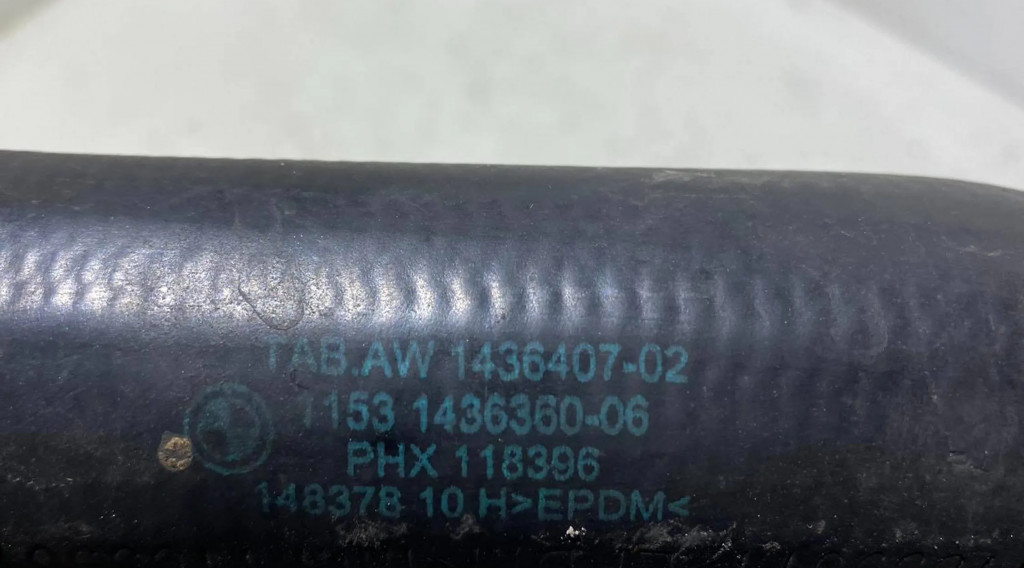 TAB.AW 1436407-02
1153 1436360-06
PHX 118396
148378 10 H>EPDM<